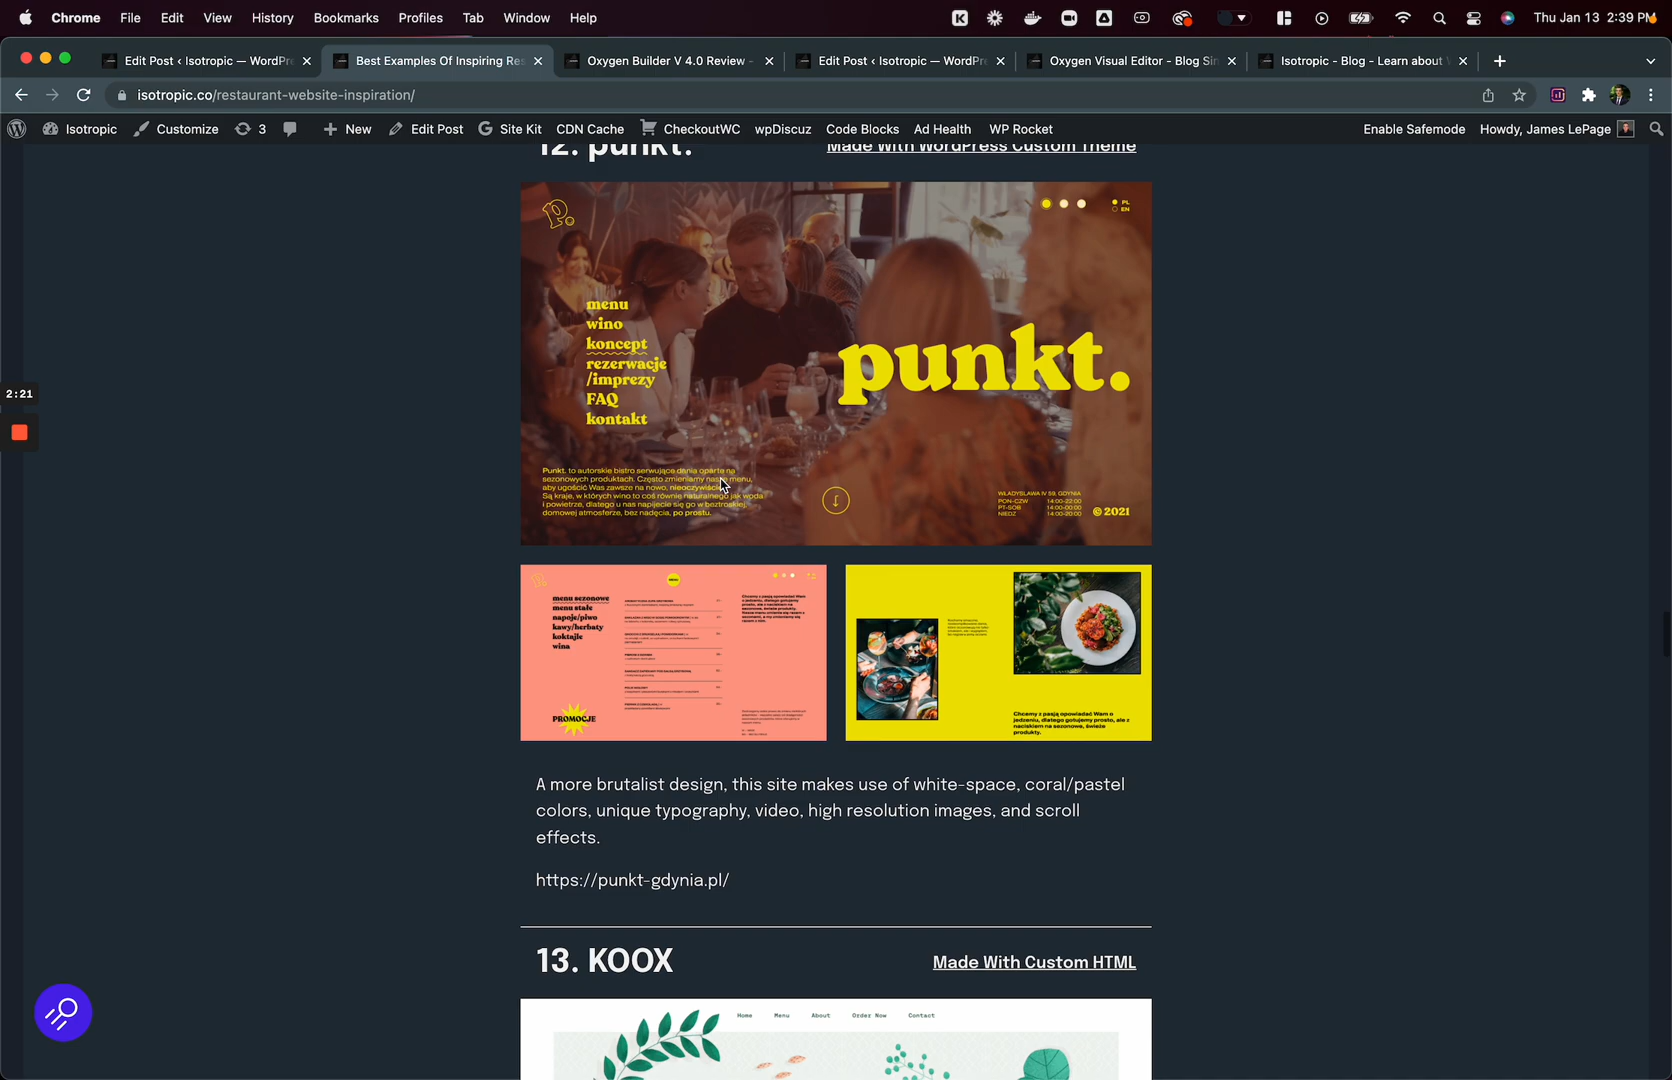 Chrome File Edit View History Bookmarks Profiles Tab Window Help
Thu Jan 13 2:39 PM
Edit Post ‹ Isotropic — WordPre
Best Examples Of Inspiring Res
Oxygen Builder V 4.0 Review -
Edit Post ‹ Isotropic — WordPre
Oxygen Visual Editor - Blog Sin
Isotropic - Blog - Learn about
isotropic.co/restaurant-website-inspiration/
Isotropic Customize 3 New Edit Post Site Kit CDN Cache CheckoutWC wpDiscuz Code Blocks Ad Health WP Rocket
Enable Safemode Howdy, James LePage
12. punkt.
Made With WordPress Custom Theme
p.
PL
EN
menu
wino
koncept
rezerwacje
/imprezy
FAQ
kontakt
punkt.
Punkt. to autorskie bistro serwujące dania oparte na
sezonowych produktach. Często zmieniamy nasze menu,
aby ugościć Was zawsze na nowo,
Są kraje, w których wino to coś równie naturalnego jak woda
i powietrze, dlatego u nas napijecie się go w beztroskiej,
domowej atmosferze, bez nadęcia, po prostu.
WŁADYSŁAWA IV 59, GDYNIA
PON-CZW 14:00-22:00
PT-SOB 14:00-00:00
NIEDZ 14:00-20:00
© 2021
2:21
menu sezonowe
menu stałe
napoje/piwo
kawy/herbaty
koktajle
wina
PROMOCJE
Chcemy z pasją opowiadać Wam o
jedzeniu, dlatego gotujemy prosto, ale z
naciskiem na sezonowe, świeże
produkty.
A more brutalist design, this site makes use of white-space, coral/pastel
colors, unique typography, video, high resolution images, and scroll
effects.
https://punkt-gdynia.pl/
13. KOOX
Made With Custom HTML
Home Menu About Order Now Contact